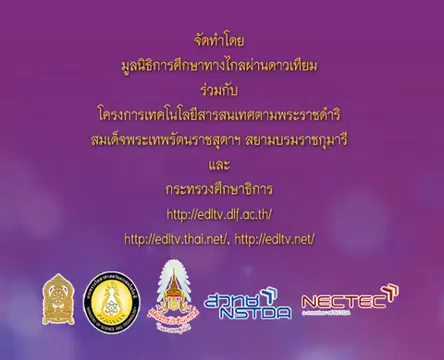 จัดทำโดย
มูลนิธิการศึกษาทางไกลผ่านดาวเทียม
ร่วมกับ
โครงการเทคโนโลยีสารสนเทศตามพระราชดำริ
สมเด็จพระเทพรัตนราชสุดาฯ สยามบรมราชกุมารี
และ
กระทรวงศึกษาธิการ
http://edltv.dlf.ac.th/
http://edltv.thai.net/, http://edltv.net/
สวทช
NSTDA
NECTEC
a member of NSTDA